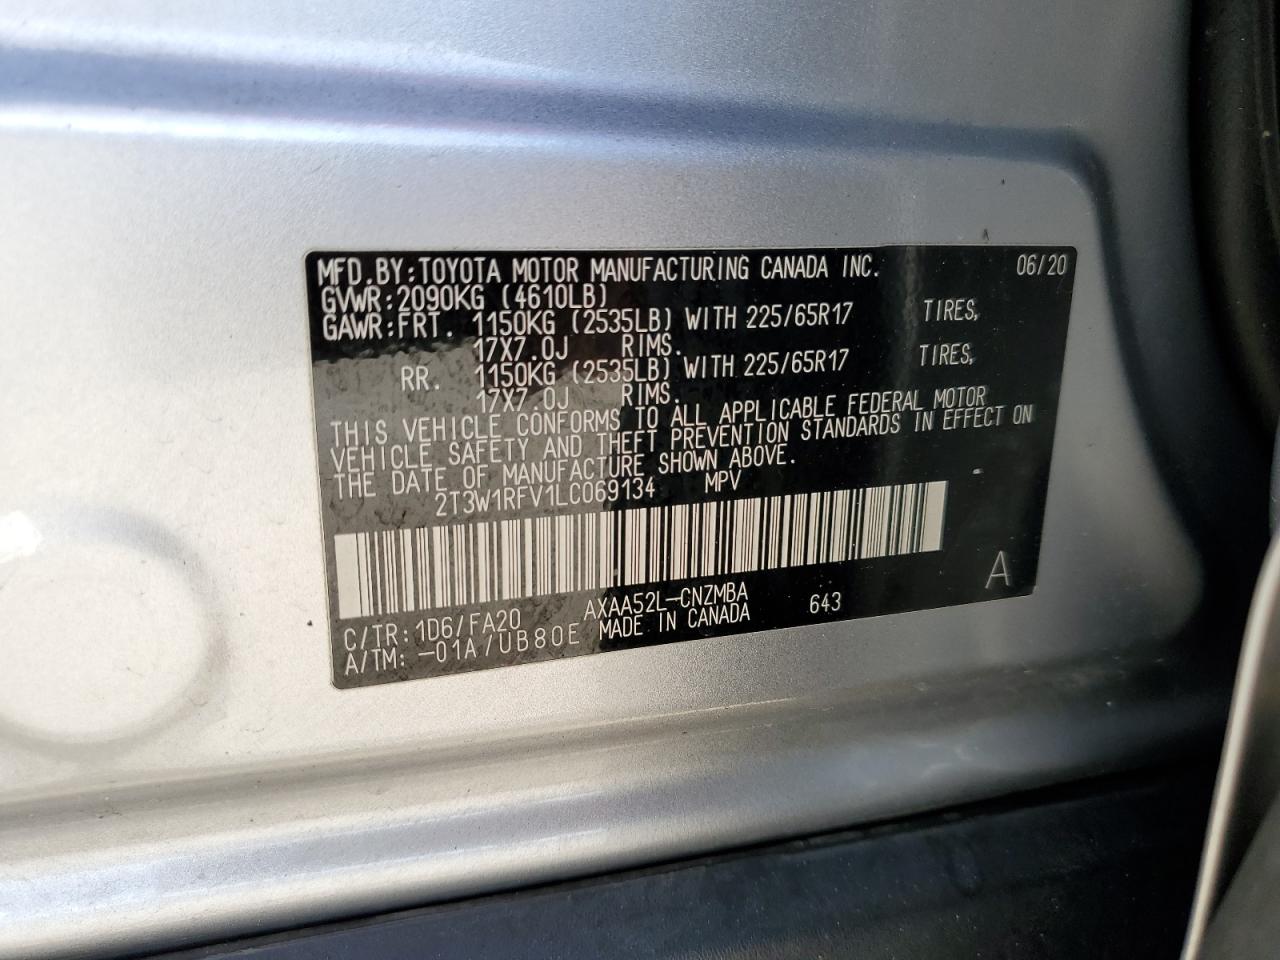 MFD.BY:TOYOTA MOTOR MANUFACTURING CANADA INC. 06/20
GVWR:2090KG (4610LB)
GAWR:FRT. 1150KG (2535LB) WITH 225/65R17 TIRES,
17X7.0J RIMS.
RR. 1150KG (2535LB) WITH 225/65R17 TIRES,
17X7.0J RIMS.
THIS VEHICLE CONFORMS TO ALL APPLICABLE FEDERAL MOTOR
VEHICLE SAFETY AND THEFT PREVENTION STANDARDS IN EFFECT ON
THE DATE OF MANUFACTURE SHOWN ABOVE.
2T3W1RFV1LC069134 MPV
A
C/TR:1D6/FA20 AXAA52L-CNZMBA 643
A/TM:-01A/UB80E MADE IN CANADA